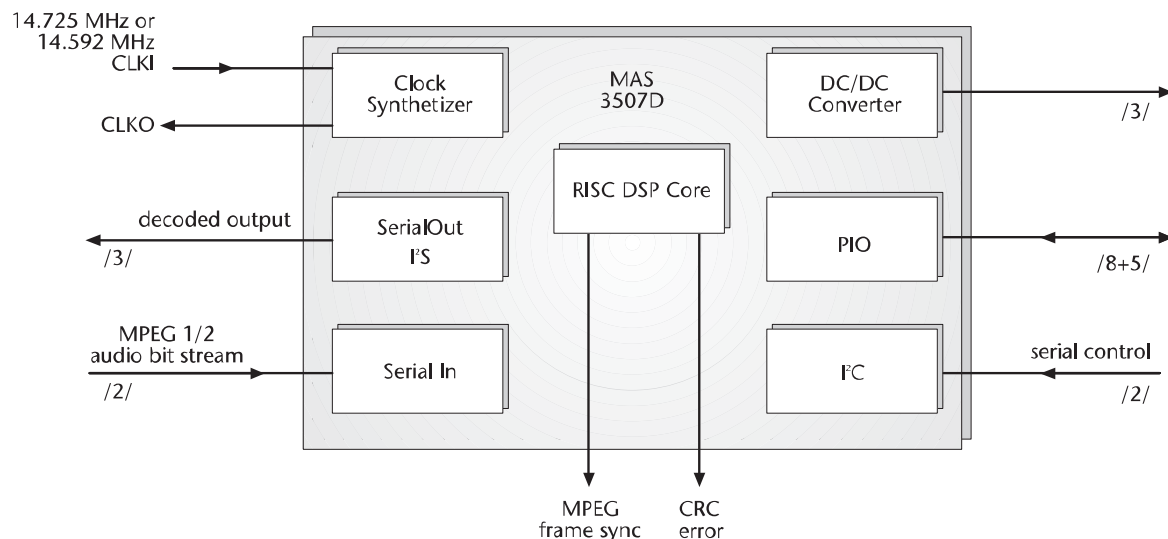 14.725 MHz or
14.592 MHz
CLKI
CLKO
Clock
Synthetizer
MAS
3507D
DC/DC
Converter
/3/
RISC DSP Core
decoded output
/3/
SerialOut
I²S
PIO
/8+5/
MPEG 1/2
audio bit stream
/2/
Serial In
I²C
serial control
/2/
MPEG
frame sync
CRC
error